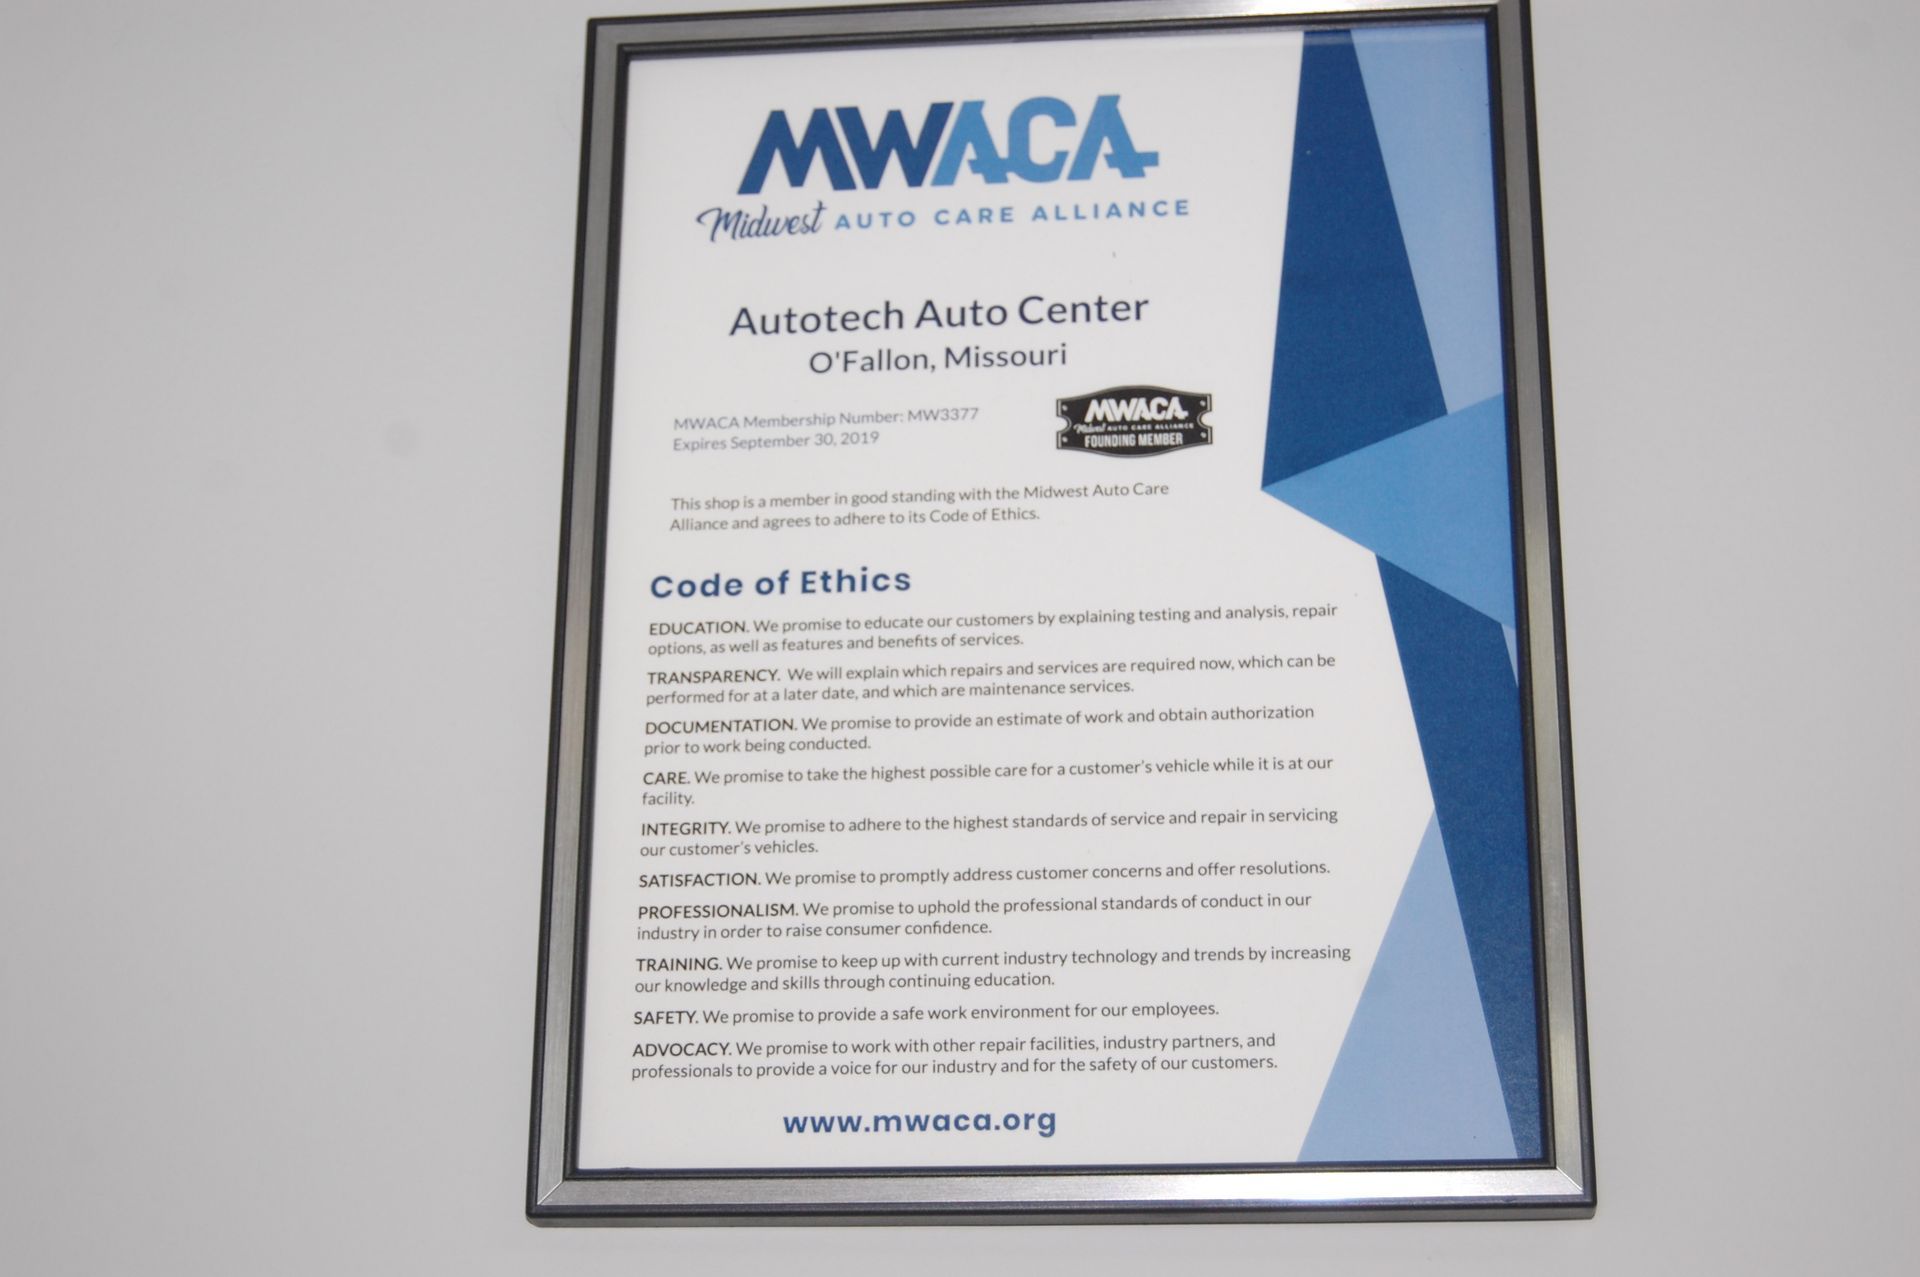 MWACA
Midwest AUTO CARE ALLIANCE
Autotech Auto Center
O'Fallon, Missouri
MWACA Membership Number: MW3377
Expires September 30, 2019
MWACA
Midwest AUTO CARE ALLIANCE
FOUNDING MEMBER
This shop is a member in good standing with the Midwest Auto Care
Alliance and agrees to adhere to its Code of Ethics.
Code of Ethics
EDUCATION. We promise to educate our customers by explaining testing and analysis, repair
options, as well as features and benefits of services.
TRANSPARENCY. We will explain which repairs and services are required now, which can be
performed for at a later date, and which are maintenance services.
DOCUMENTATION. We promise to provide an estimate of work and obtain authorization
prior to work being conducted.
CARE. We promise to take the highest possible care for a customer's vehicle while it is at our
facility.
INTEGRITY. We promise to adhere to the highest standards of service and repair in servicing
our customer's vehicles.
SATISFACTION. We promise to promptly address customer concerns and offer resolutions.
PROFESSIONALISM. We promise to uphold the professional standards of conduct in our
industry in order to raise consumer confidence.
TRAINING. We promise to keep up with current industry technology and trends by increasing
our knowledge and skills through continuing education.
SAFETY. We promise to provide a safe work environment for our employees.
ADVOCACY. We promise to work with other repair facilities, industry partners, and
professionals to provide a voice for our industry and for the safety of our customers.
www.mwaca.org